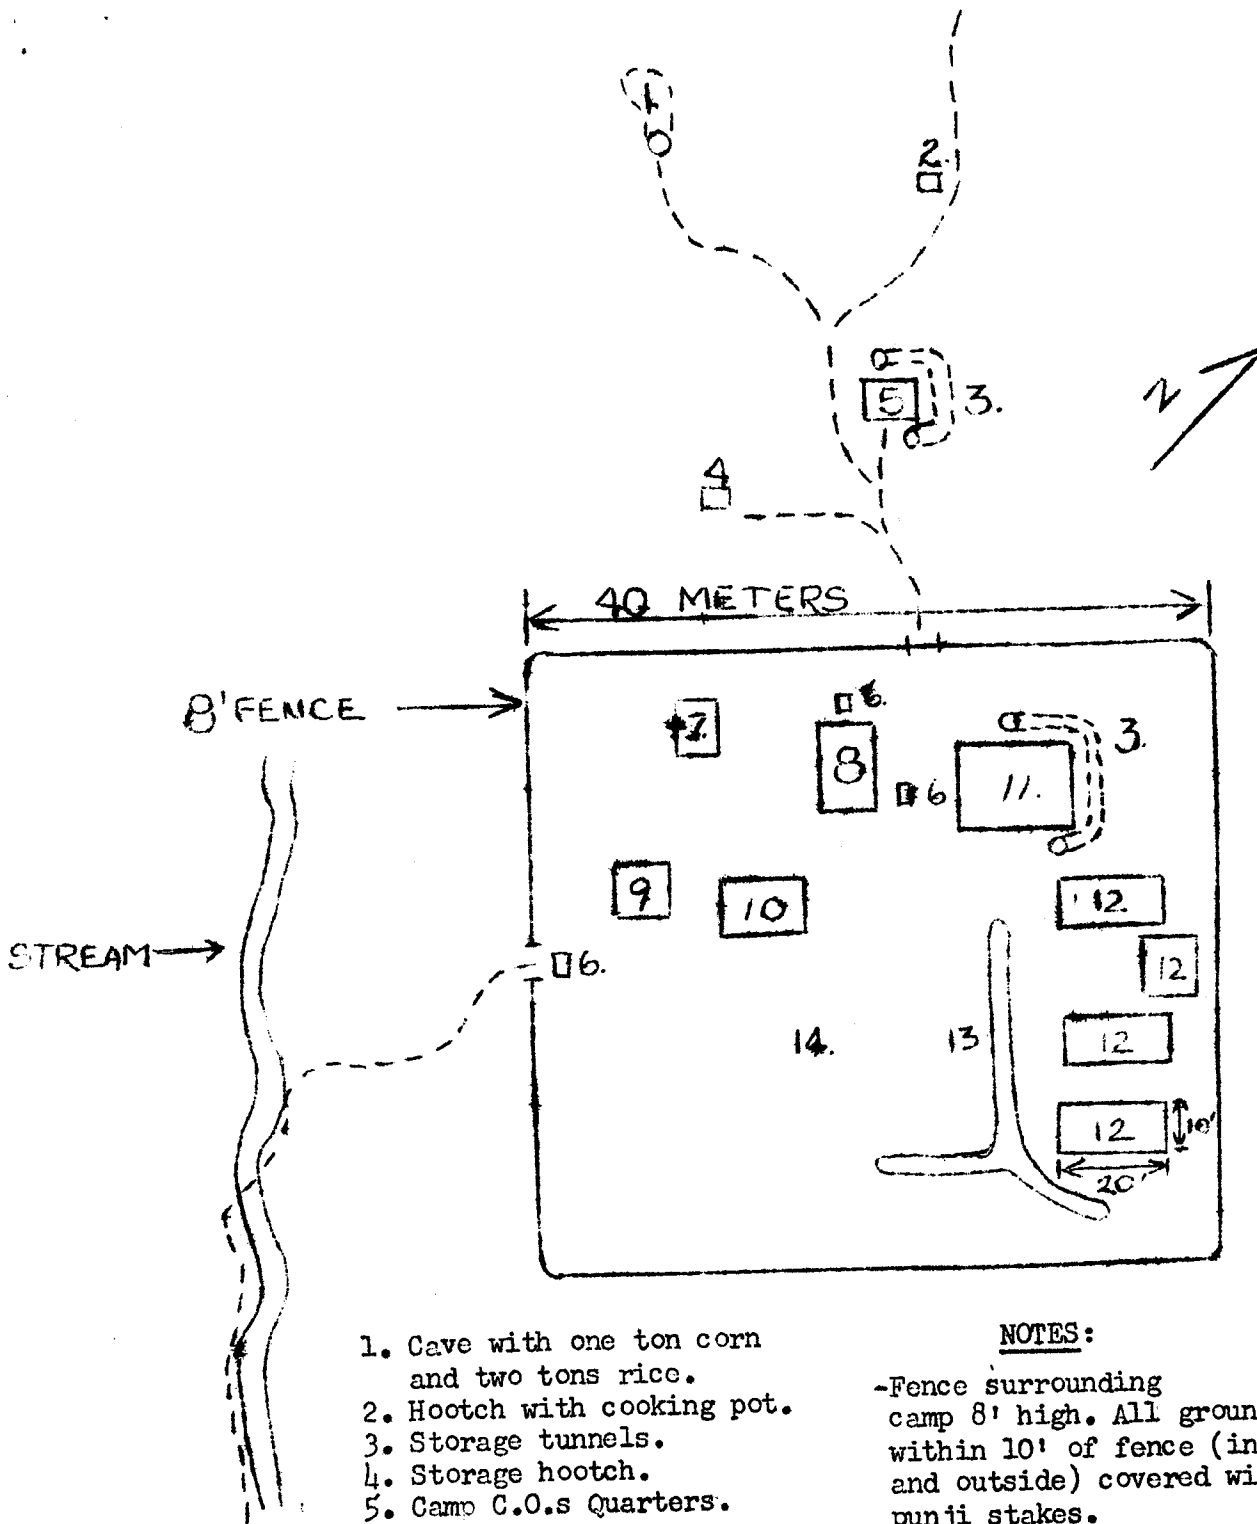 1
2.
5
3.
N
4
40 METERS
8' FENCE
7.
6.
8
6
11.
3.
9
10
12
STREAM
6.
12
14.
13
12
12
10'
20'
1. Cave with one ton corn
and two tons rice.
2. Hootch with cooking pot.
3. Storage tunnels.
4. Storage hootch.
5. Camp C.O.s Quarters.
NOTES:
-Fence surrounding
camp 8' high. All groun
within 10' of fence (in
and outside) covered wi
punji stakes.